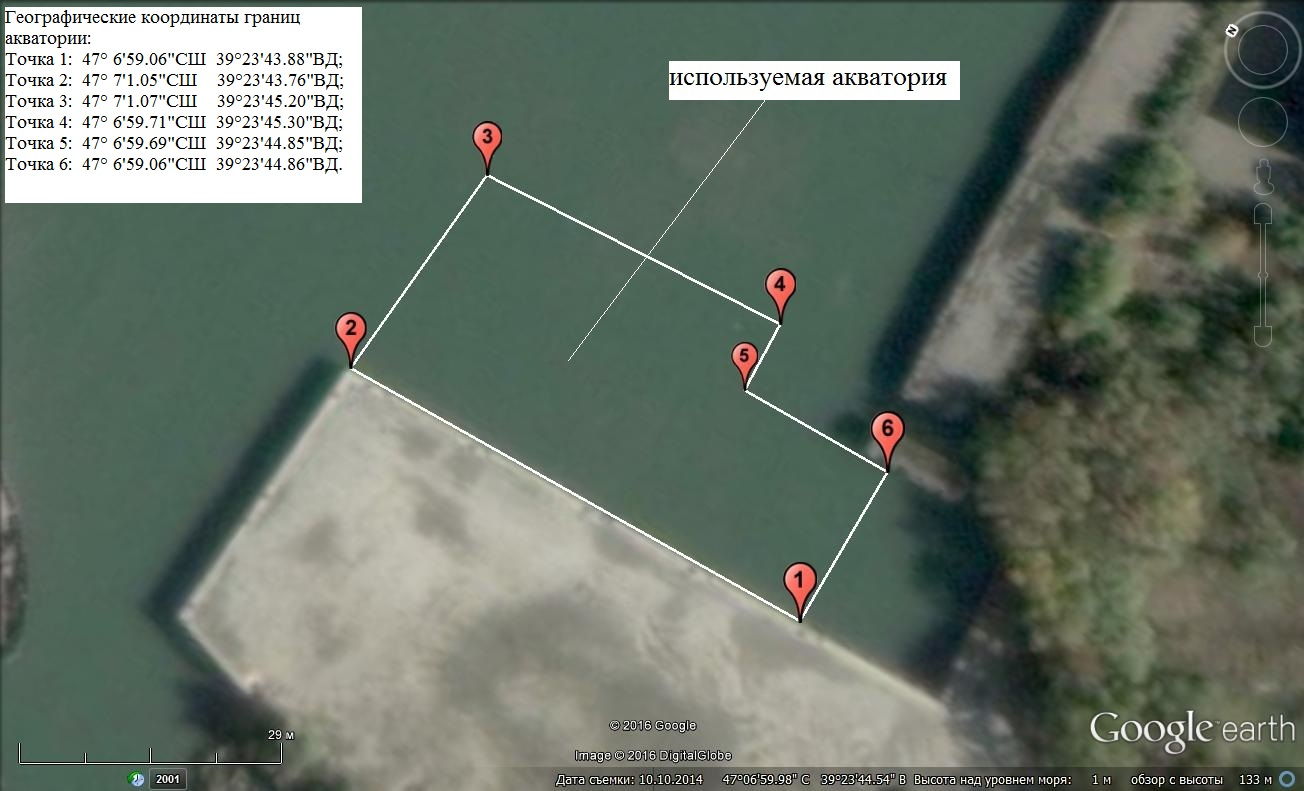 Географические координаты границ
акватории:
Точка 1: 47° 6'59.06"СШ 39°23'43.88"ВД;
Точка 2: 47° 7'1.05"СШ 39°23'43.76"ВД;
Точка 3: 47° 7'1.07"СШ 39°23'45.20"ВД;
Точка 4: 47° 6'59.71"СШ 39°23'45.30"ВД;
Точка 5: 47° 6'59.69"СШ 39°23'44.85"ВД;
Точка 6: 47° 6'59.06"СШ 39°23'44.86"ВД.
N
используемая акватория
3
4
2
5
6
1
© 2016 Google
Google earth
29 м
Image © 2016 DigitalGlobe
2001
Дата съемки: 10.10.2014 47°06'59.98" С 39°23'44.54" В Высота над уровнем моря: 1 м обзор с высоты 133 м